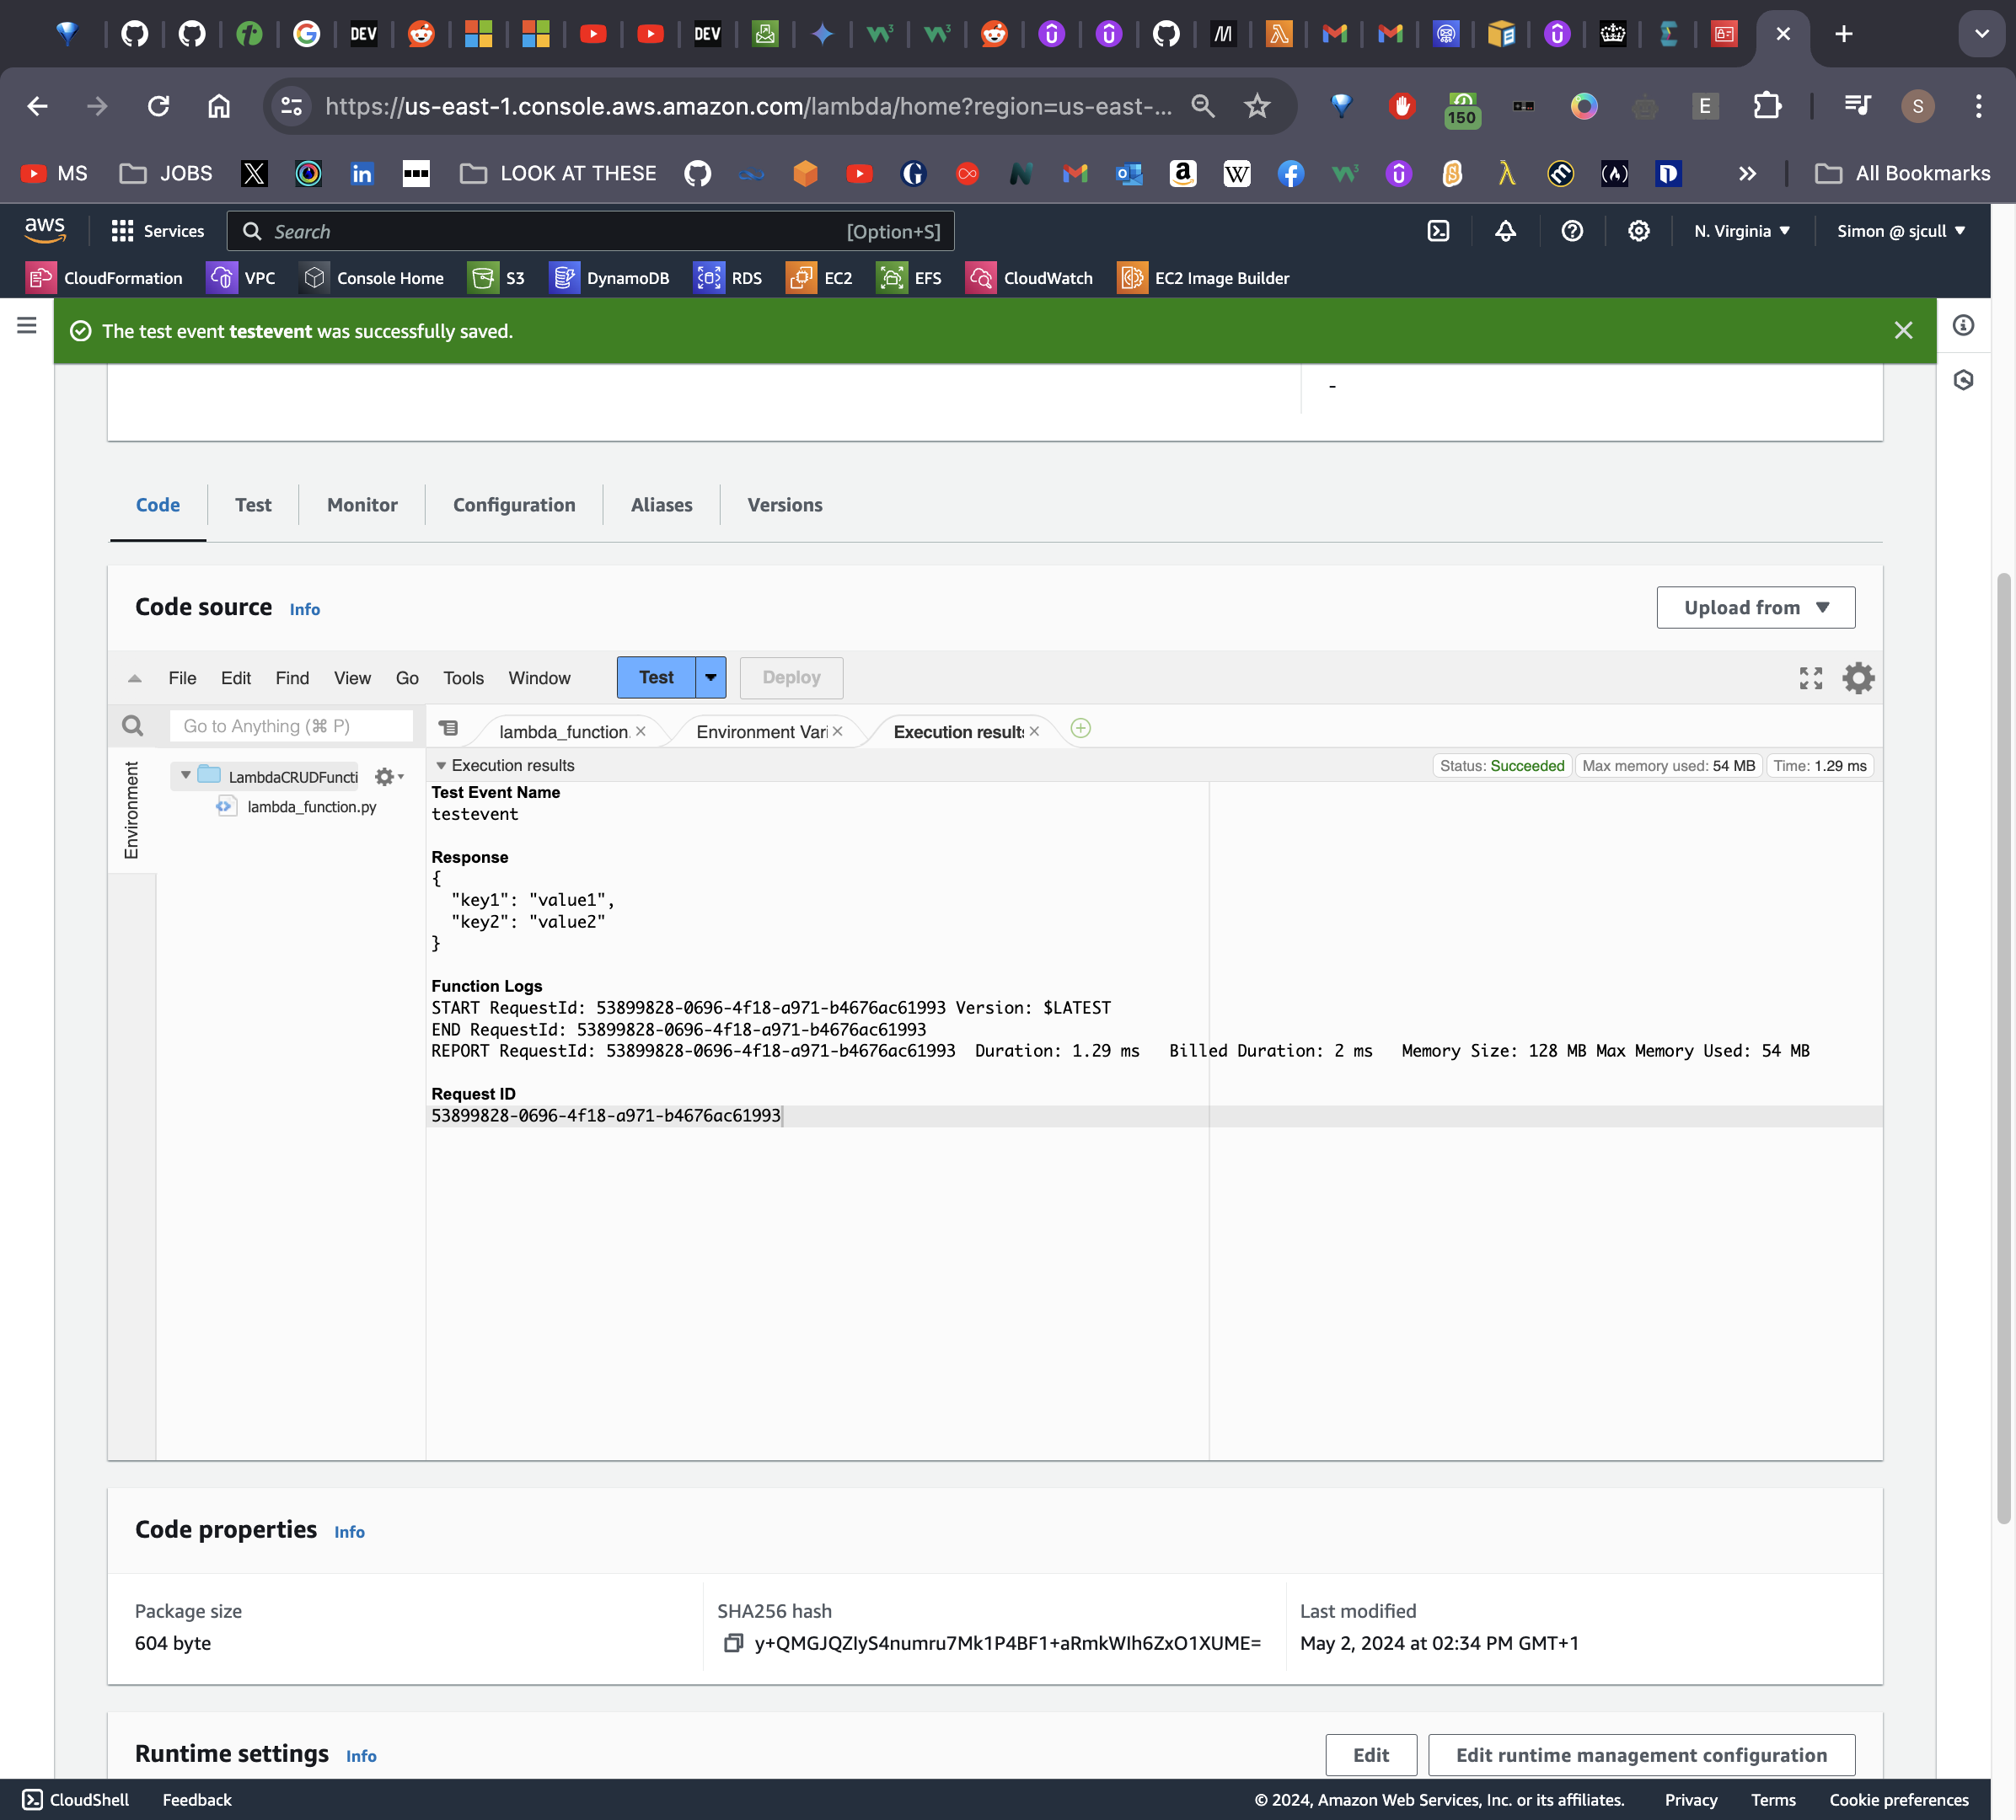 DEV
DEV
https://us-east-1.console.aws.amazon.com/lambda/home?region=us-east-...
150
E
S
MS
JOBS
LOOK AT THESE
All Bookmarks
aws
Services
Search
[Option+S]
N. Virginia
Simon @ sjcull
CloudFormation
VPC
Console Home
S3
DynamoDB
RDS
EC2
EFS
CloudWatch
EC2 Image Builder
The test event testevent was successfully saved.
-
Code
Test
Monitor
Configuration
Aliases
Versions
Code source Info
Upload from
File Edit Find View Go Tools Window
Test
Deploy
Go to Anything (⌘ P)
lambda_function.
Environment Vari
Execution results
Environment
LambdaCRUDFuncti
lambda_function.py
Execution results
Status: Succeeded
Max memory used: 54 MB
Time: 1.29 ms
Test Event Name
testevent
Response
{
"key1": "value1",
"key2": "value2"
}
Function Logs
START RequestId: 53899828-0696-4f18-a971-b4676ac61993 Version: $LATEST
END RequestId: 53899828-0696-4f18-a971-b4676ac61993
REPORT RequestId: 53899828-0696-4f18-a971-b4676ac61993 Duration: 1.29 ms Billed Duration: 2 ms Memory Size: 128 MB Max Memory Used: 54 MB
Request ID
53899828-0696-4f18-a971-b4676ac61993
Code properties Info
Package size
604 byte
SHA256 hash
y+QMGJQZIyS4numru7Mk1P4BF1+aRmkWIh6ZxO1XUME=
Last modified
May 2, 2024 at 02:34 PM GMT+1
Runtime settings Info
Edit
Edit runtime management configuration
CloudShell
Feedback
© 2024, Amazon Web Services, Inc. or its affiliates.
Privacy
Terms
Cookie preferences